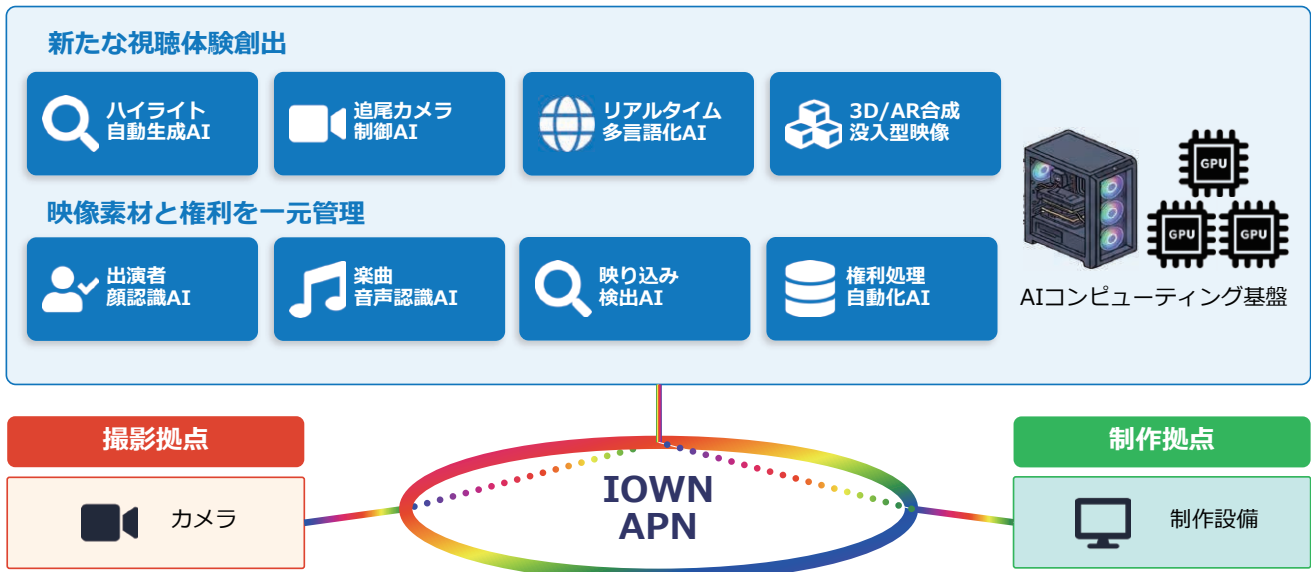 新たな視聴体験創出
ハイライト
自動生成AI
追尾カメラ
制御AI
リアルタイム
多言語化AI
3D/AR合成
没入型映像
映像素材と権利を一元管理
出演者
顔認識AI
楽曲
音声認識AI
映り込み
検出AI
権利処理
自動化AI
GPU
GPU
GPU
AIコンピューティング基盤
撮影拠点
カメラ
IOWN
APN
制作拠点
制作設備